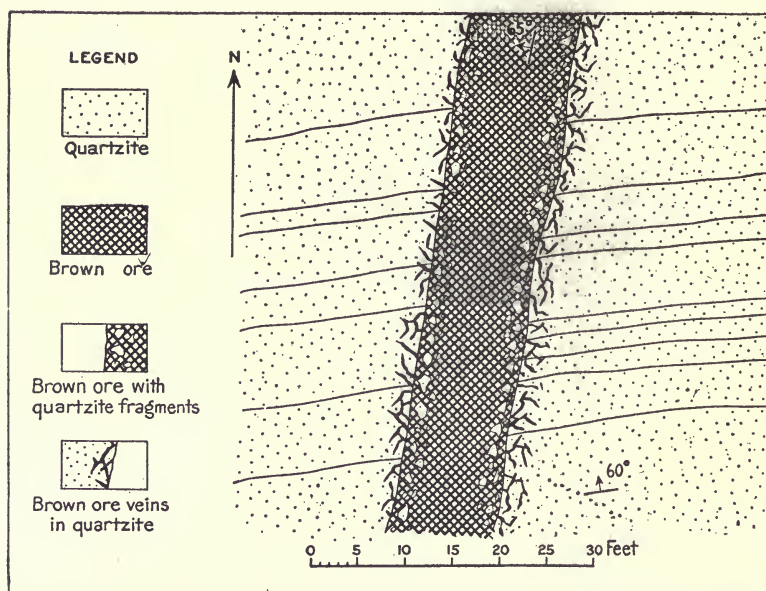 LEGEND
Quartzite
Brown ore
Brown ore with
quartzite fragments
Brown ore veins
in quartzite
N
60°
0 5 10 15 20 25 30 Feet